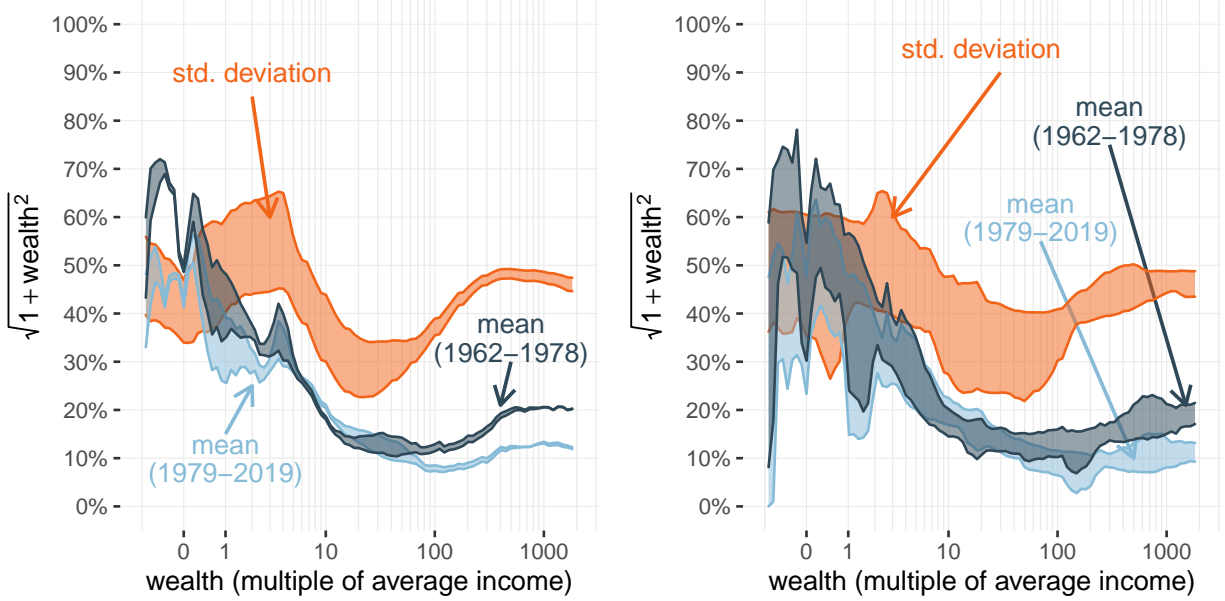 100%
90%
80%
70%
60%
50%
40%
30%
20%
10%
0%
√1 + wealth²
std. deviation
mean
(1962−1978)
mean
(1979−2019)
0 1 10 100 1000
wealth (multiple of average income)
100%
90%
80%
70%
60%
50%
40%
30%
20%
10%
0%
√1 + wealth²
std. deviation
mean
(1962−1978)
mean
(1979−2019)
0 1 10 100 1000
wealth (multiple of average income)